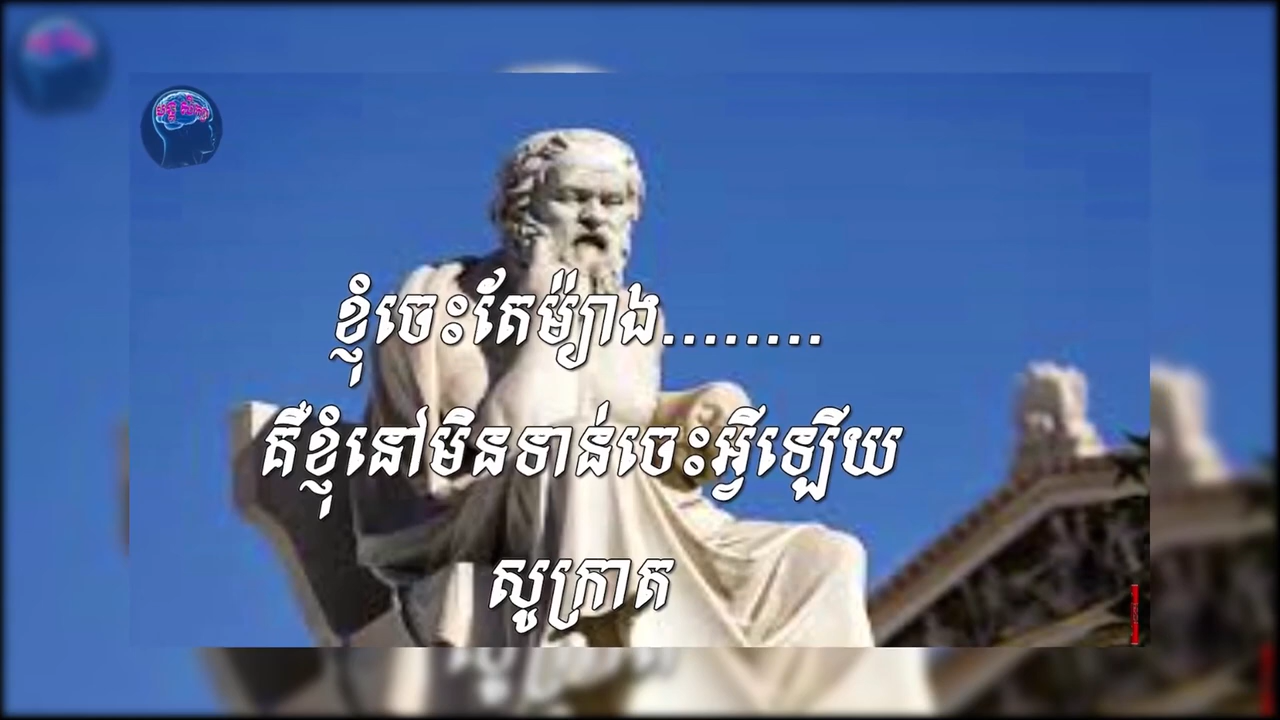 ខ្ញុំចេះតែម៉្យាង........
គឺខ្ញុំនៅមិនទាន់ចេះអ្វីឡើយ
សូក្រាត